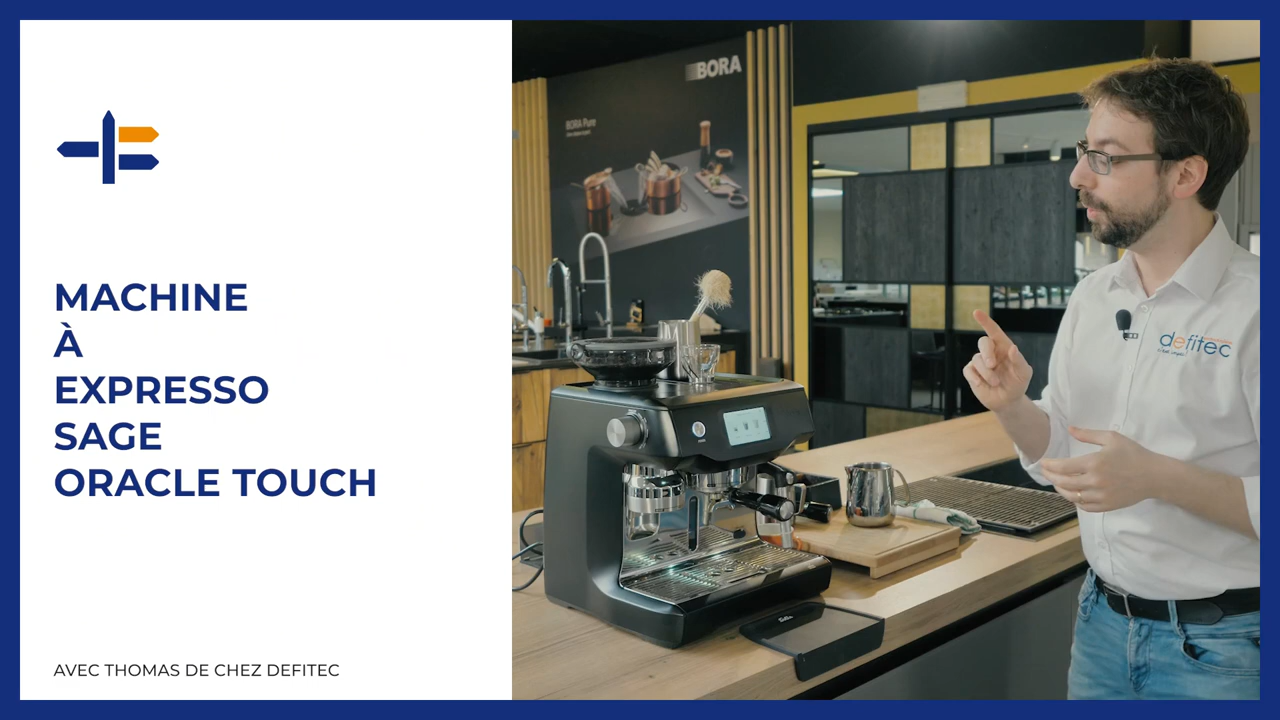 MACHINE
À
EXPRESSO
SAGE
ORACLE TOUCH
AVEC THOMAS DE CHEZ DEFITEC
BORA
BORA Pure
defitec